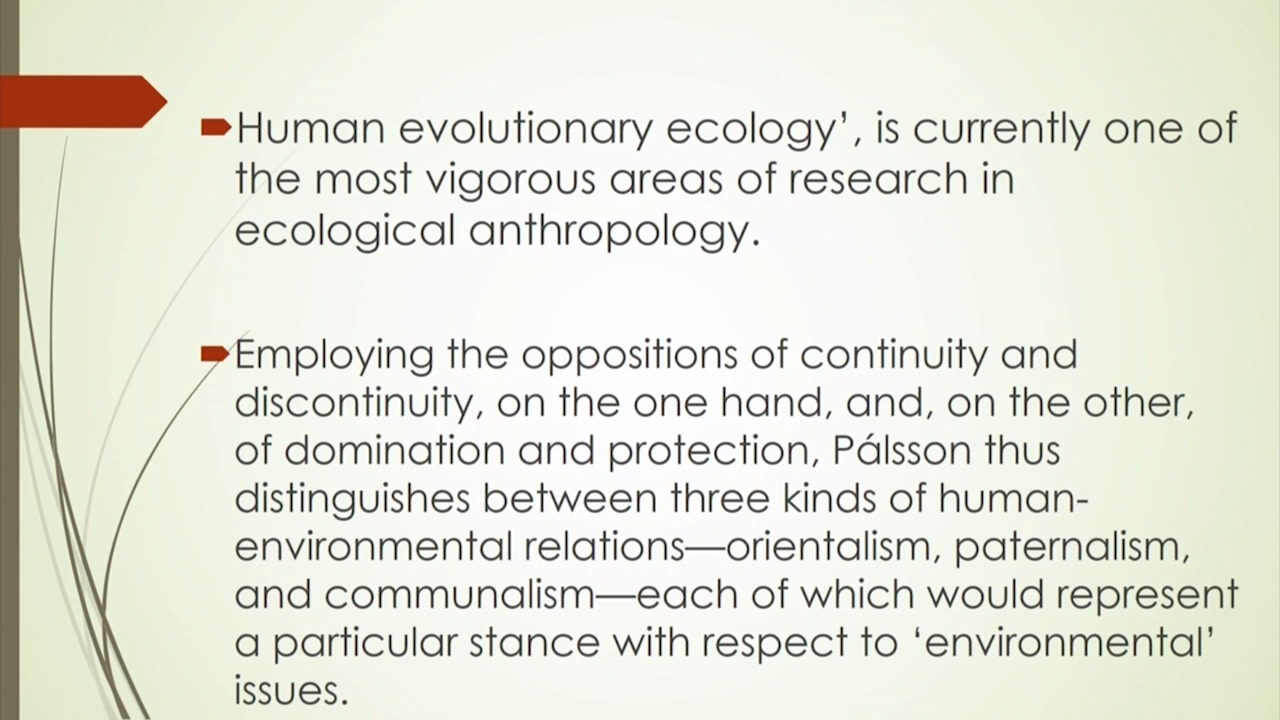 Human evolutionary ecology’, is currently one of
the most vigorous areas of research in
ecological anthropology.
Employing the oppositions of continuity and
discontinuity, on the one hand, and, on the other,
of domination and protection, Pálsson thus
distinguishes between three kinds of human-
environmental relations—orientalism, paternalism,
and communalism—each of which would represent
a particular stance with respect to ‘environmental’
issues.